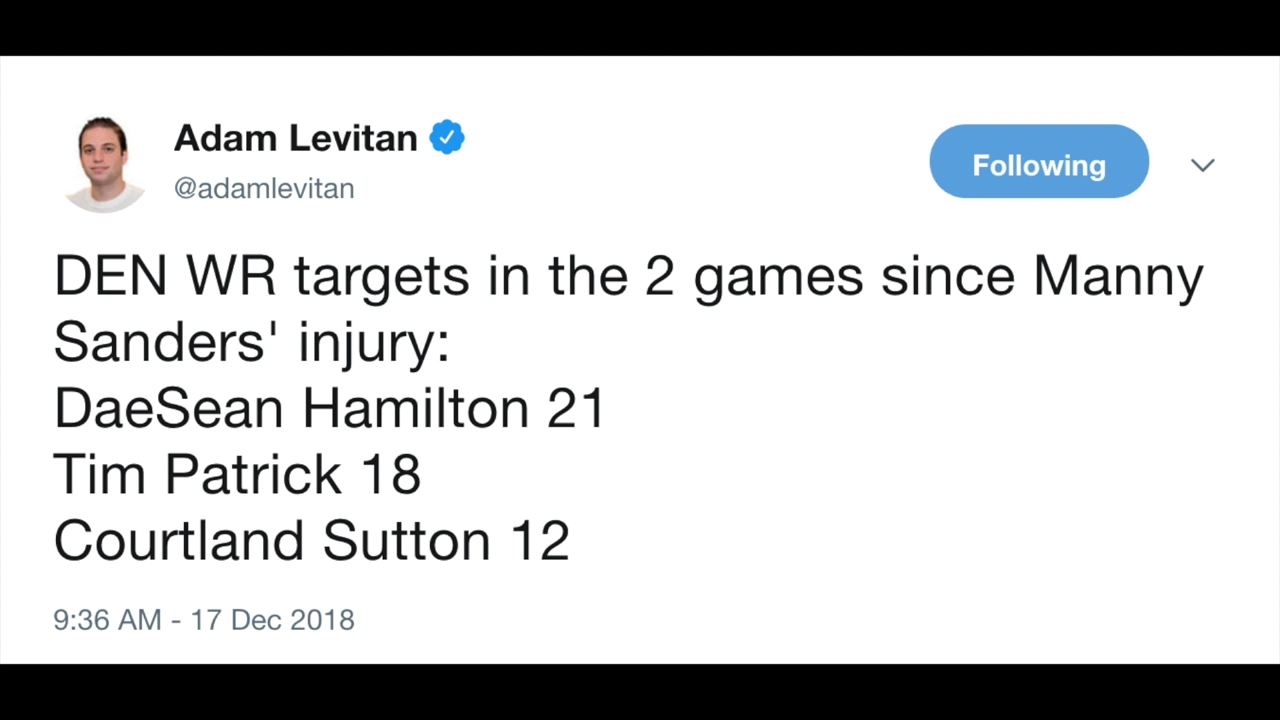 Adam Levitan
@adamlevitan
Following
DEN WR targets in the 2 games since Manny
Sanders' injury:
DaeSean Hamilton 21
Tim Patrick 18
Courtland Sutton 12
9:36 AM - 17 Dec 2018